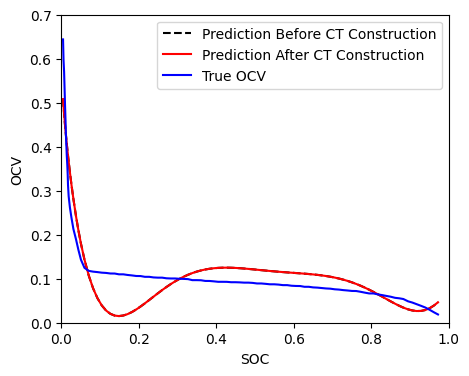 0.7
0.6
0.5
0.4
0.3
0.2
0.1
0.0
OCV
Prediction Before CT Construction
Prediction After CT Construction
True OCV
0.0 0.2 0.4 0.6 0.8 1.0
SOC